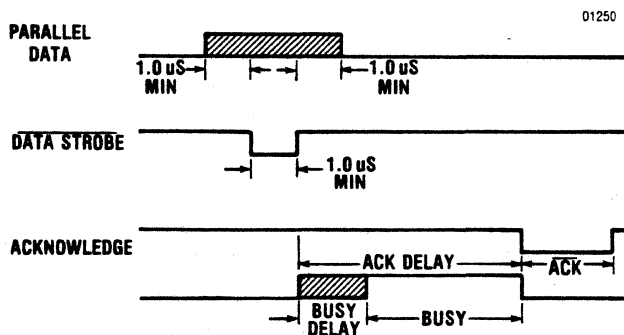 01250
PARALLEL
DATA
1.0 uS
MIN
1.0 uS
MIN
DATA STROBE
1.0 uS
MIN
ACKNOWLEDGE
ACK DELAY
ACK
BUSY
DELAY
BUSY